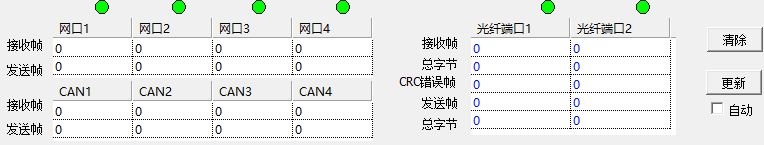 网口1 网口2 网口3 网口4
接收帧 0 0 0 0
发送帧 0 0 0 0
CAN1 CAN2 CAN3 CAN4
接收帧 0 0 0 0
发送帧 0 0 0 0
光纤端口1 光纤端口2
接收帧 0 0
总字节 0 0
CRC错误帧 0 0
发送帧 0 0
总字节 0 0
清除
更新
自动